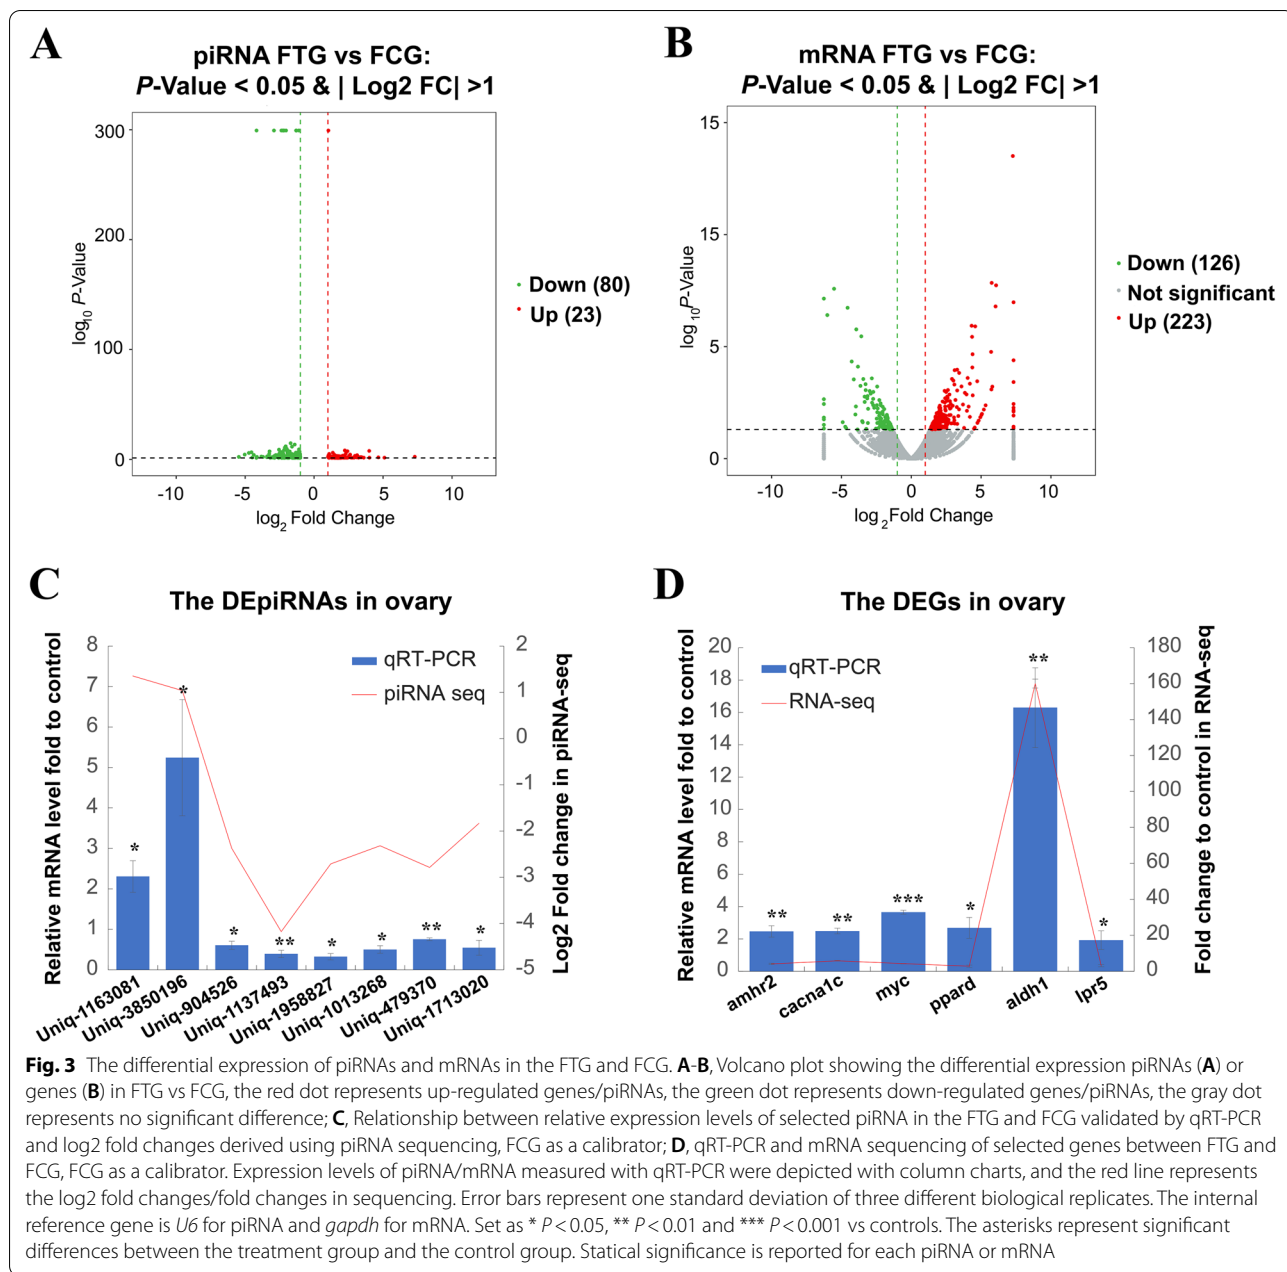 A
piRNA FTG vs FCG:
P-Value < 0.05 & | Log2 FC| >1
300
200
100
0
log10 P-Value
-10 -5 0 5 10
log2 Fold Change
Down (80)
Up (23)
B
mRNA FTG vs FCG:
P-Value < 0.05 & | Log2 FC| >1
15
15
5
0
log10 P-Value
-10 -5 0 5 10
log2 Fold Change
Down (126)
Not significant
Up (223)
C
The DEpiRNAs in ovary
Relative mRNA level fold to control
8
7
6
5
4
3
2
1
0
qRT-PCR
piRNA seq
* * * ** * * ** *
2
1
0
-1
-2
-3
-4
-5
Log2 Fold change in piRNA-seq
Uniq-1163081
Uniq-3850196
Uniq-904526
Uniq-1137493
Uniq-1958827
Uniq-1013268
Uniq-479370
Uniq-1713020
D
The DEGs in ovary
Relative mRNA level fold to control
20
18
16
14
12
10
8
6
4
2
0
qRT-PCR
RNA-seq
** ** *** * ** *
180
160
140
120
100
80
60
40
20
0
Fold change to control in RNA-seq
amhr2
cacna1c
myc
ppard
aldh1
lpr5
Fig. 3 The differential expression of piRNAs and mRNAs in the FTG and FCG. A-B, Volcano plot showing the differential expression piRNAs (A) or
genes (B) in FTG vs FCG, the red dot represents up-regulated genes/piRNAs, the green dot represents down-regulated genes/piRNAs, the gray dot
represents no significant difference; C, Relationship between relative expression levels of selected piRNA in the FTG and FCG validated by qRT-PCR
and log2 fold changes derived using piRNA sequencing, FCG as a calibrator; D, qRT-PCR and mRNA sequencing of selected genes between FTG and
FCG, FCG as a calibrator. Expression levels of piRNA/mRNA measured with qRT-PCR were depicted with column charts, and the red line represents
the log2 fold changes/fold changes in sequencing. Error bars represent one standard deviation of three different biological replicates. The internal
reference gene is U6 for piRNA and gapdh for mRNA. Set as * P < 0.05, ** P < 0.01 and *** P < 0.001 vs controls. The asterisks represent significant
differences between the treatment group and the control group. Statical significance is reported for each piRNA or mRNA